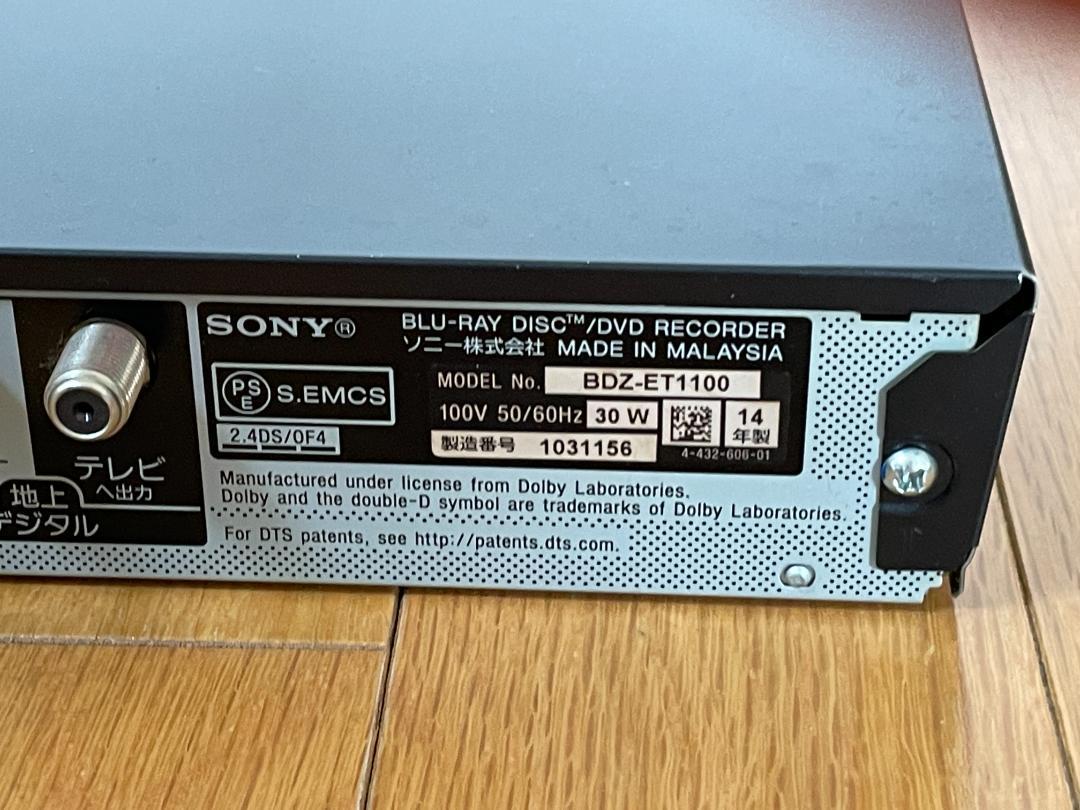 SONY®
BLU-RAY DISC™/DVD RECORDER
ソニー株式会社 MADE IN MALAYSIA
PS
E
S.EMCS
MODEL No. BDZ-ET1100
100V 50/60Hz 30 W
14
年製
2.4DS/OF4
製造番号 1031156
4-432-606-01
テレビ
へ出力
地上
デジタル
Manufactured under license from Dolby Laboratories.
Dolby and the double-D symbol are trademarks of Dolby Laboratories.
For DTS patents, see http://patents.dts.com.